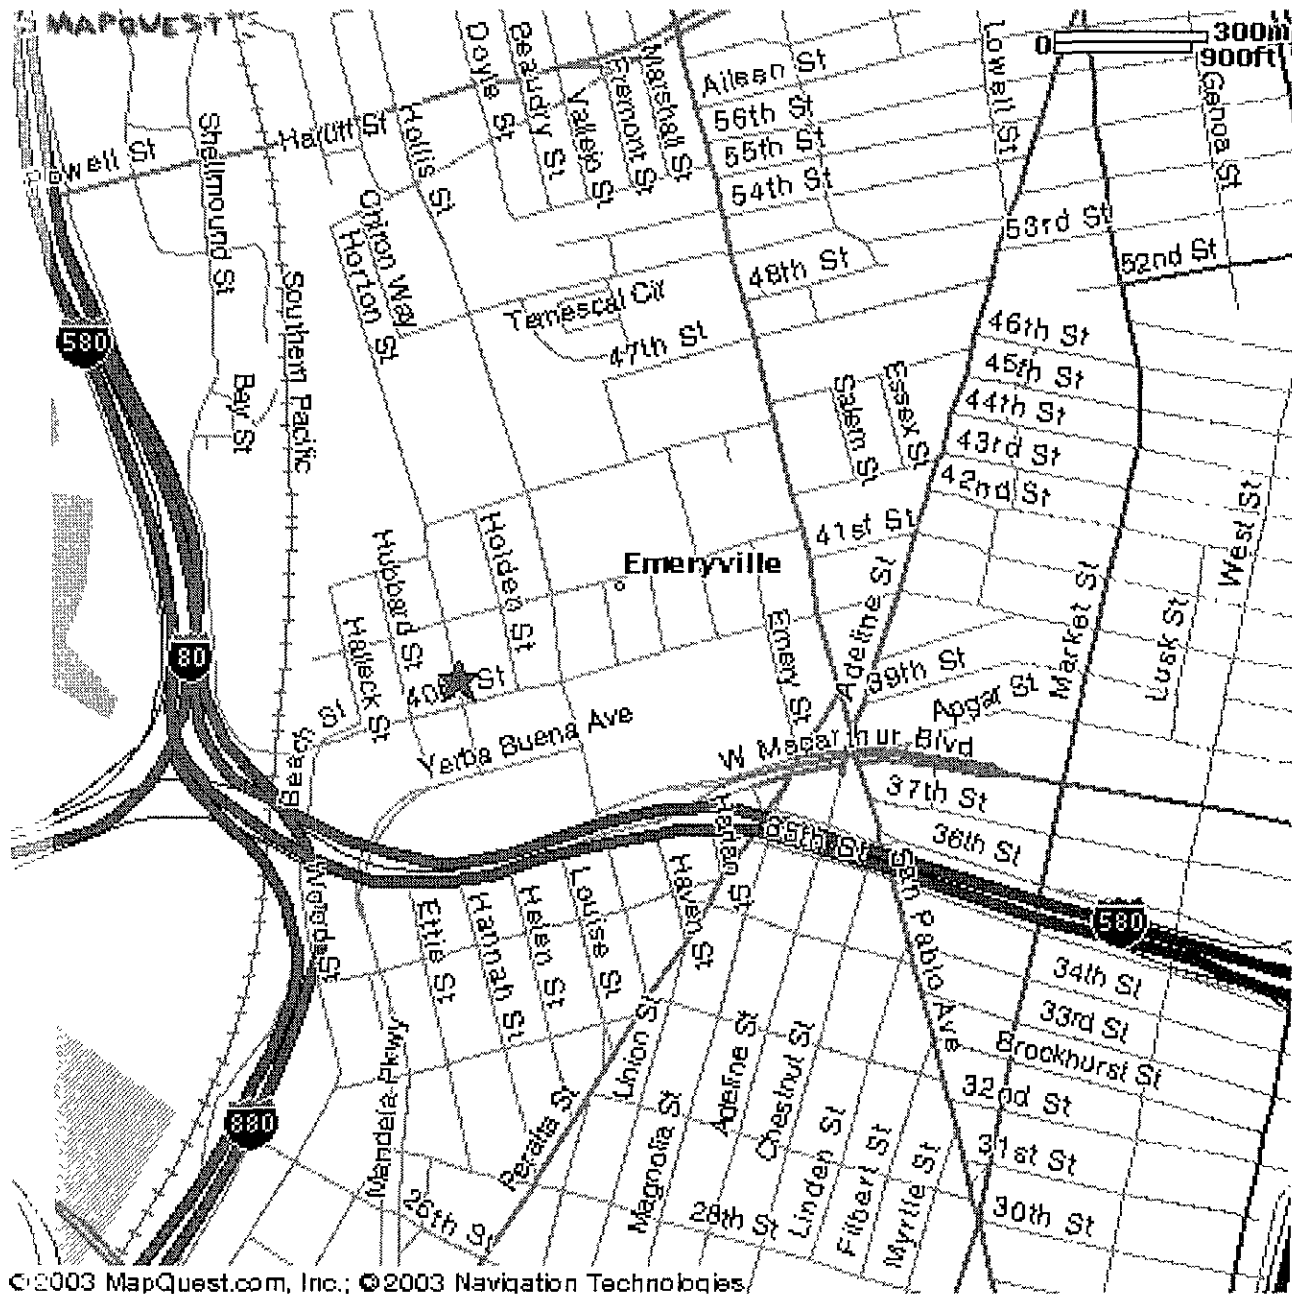 MAPQUEST
0 300m
900ft
Doyle St
Beaudry St
Vallejo St
Fremont St
Marshall St
Lowell St
Genoa St
Aileen St
56th St
55th St
54th St
53rd St
52nd St
well St
Shellmound St
Hollis St
Chiron Way
Horton St
Southern Pacific
48th St
Temescal Cir
47th St
46th St
45th St
44th St
43rd St
42nd St
580
Bay St
Salem St
Essex St
41st St
West St
Hubbard St
Holden St
Emeryville
Halleck St
Emery St
Adeline St
Market St
Lusk St
80
St
39th St
Apgar St
Yerba Buena Ave
W Macarthur Blvd
Beach St
37th St
36th St
35th St
Harlan St
Haven St
San Pablo Ave
580
Wood St
Ettie St
Hannah St
Helen St
Louise St
34th St
33rd St
Brockhurst St
32nd St
31st St
30th St
880
Mandela Pkwy
Peralta St
Union St
Magnolia St
Adeline St
Chestnut St
Linden St
Filbert St
Myrtle St
26th St
28th St
©2003 MapQuest.com, Inc.; ©2003 Navigation Technologies